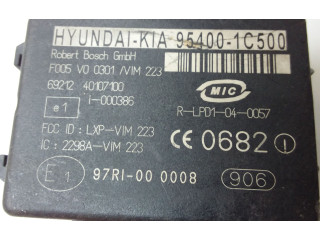 HYUNDAI-KIA 95400-1C500
Robert Bosch GmbH
F005 V0 0301 /VIM 223
69212 40107100
e1 i-000386
MIC
R-LPD1-04-0057
FCC ID : LXP-VIM 223
IC : 2298A-VIM 223
CE 0682 !
E1 97RI-00 0008 906